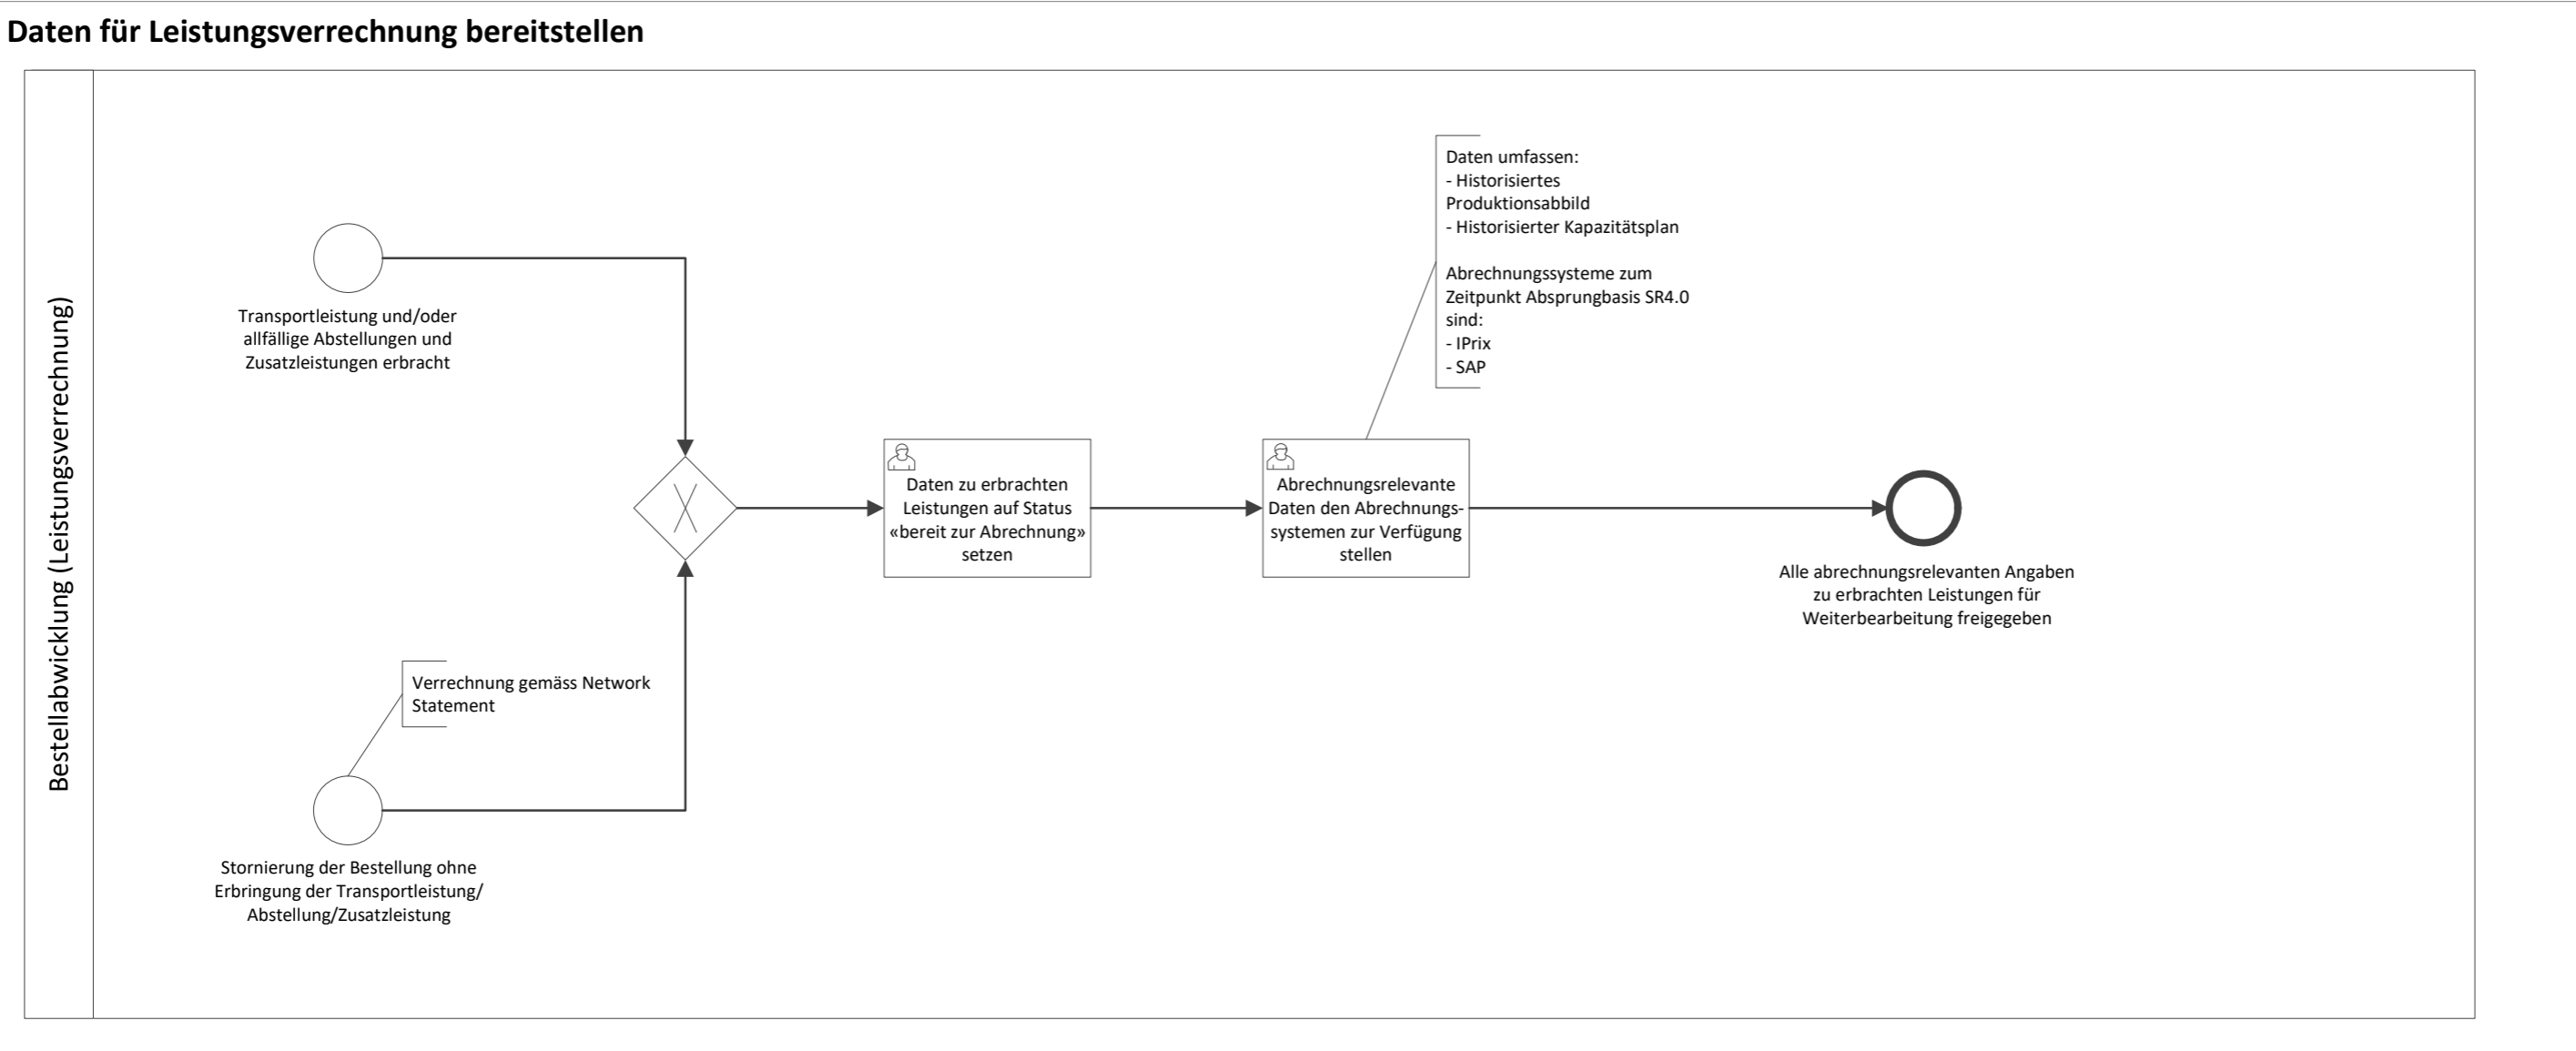 Daten für Leistungsverrechnung bereitstellen
Bestellabwicklung (Leistungsverrechnung)
Transportleistung und/oder
allfällige Abstellungen und
Zusatzleistungen erbracht
Verrechnung gemäss Network
Statement
Stornierung der Bestellung ohne
Erbringung der Transportleistung/
Abstellung/Zusatzleistung
X
Daten zu erbrachten
Leistungen auf Status
«bereit zur Abrechnung»
setzen
Daten umfassen:
- Historisiertes
Produktionsabbild
- Historisierter Kapazitätsplan
Abrechnungssysteme zum
Zeitpunkt Absprungbasis SR4.0
sind:
- IPrix
- SAP
Abrechnungsrelevante
Daten den Abrechnungs-
systemen zur Verfügung
stellen
Alle abrechnungsrelevanten Angaben
zu erbrachten Leistungen für
Weiterbearbeitung freigegeben